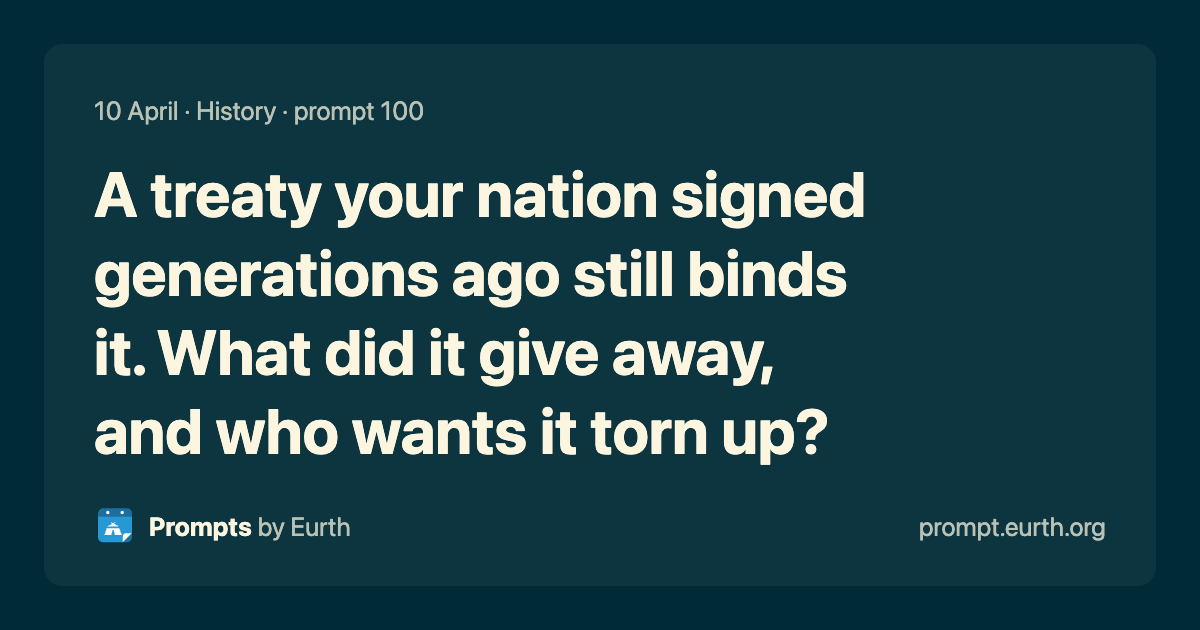 10 April · History · prompt 100
A treaty your nation signed
generations ago still binds
it. What did it give away,
and who wants it torn up?
Prompts by Eurth
prompt.eurth.org